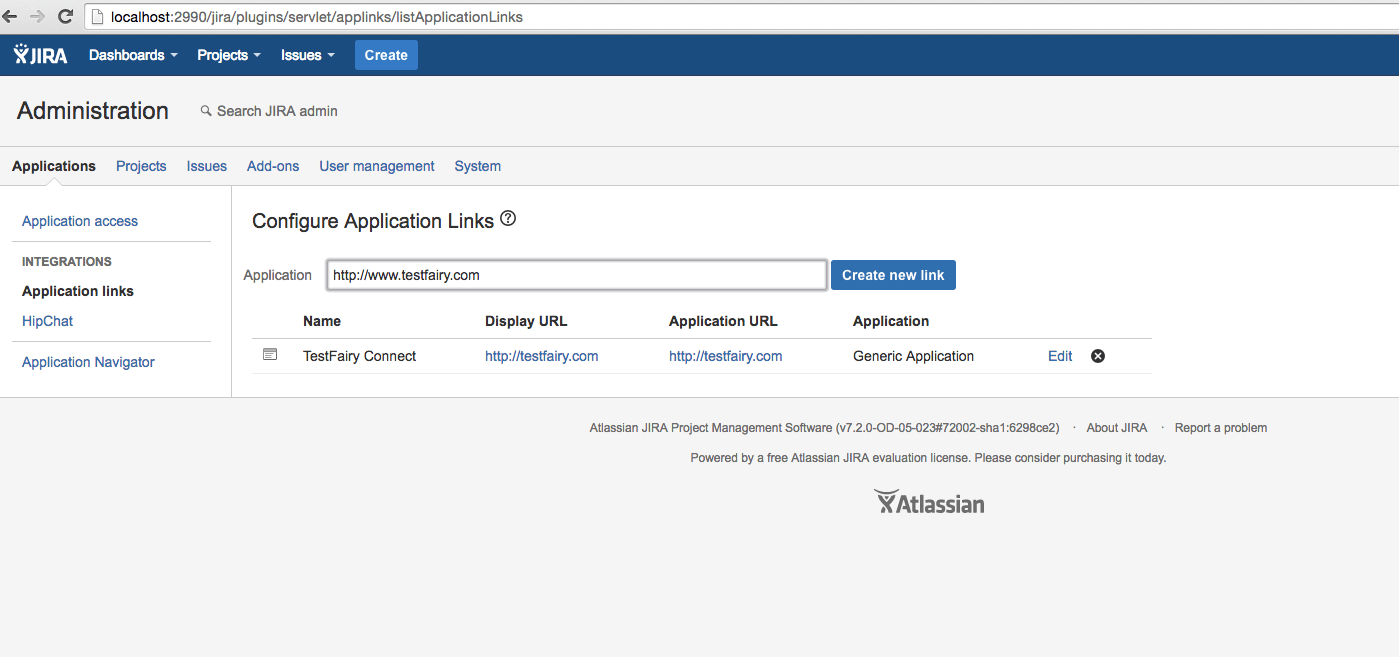 localhost:2990/jira/plugins/servlet/applinks/listApplicationLinks
JIRA Dashboards Projects Issues Create
Administration Search JIRA admin
Applications Projects Issues Add-ons User management System
Application access
INTEGRATIONS
Application links
HipChat
Application Navigator
Configure Application Links ?
Application http://www.testfairy.com Create new link
Name Display URL Application URL Application
TestFairy Connect http://testfairy.com http://testfairy.com Generic Application Edit
Atlassian JIRA Project Management Software (v7.2.0-OD-05-023#72002-sha1:6298ce2) · About JIRA · Report a problem
Powered by a free Atlassian JIRA evaluation license. Please consider purchasing it today.
Atlassian